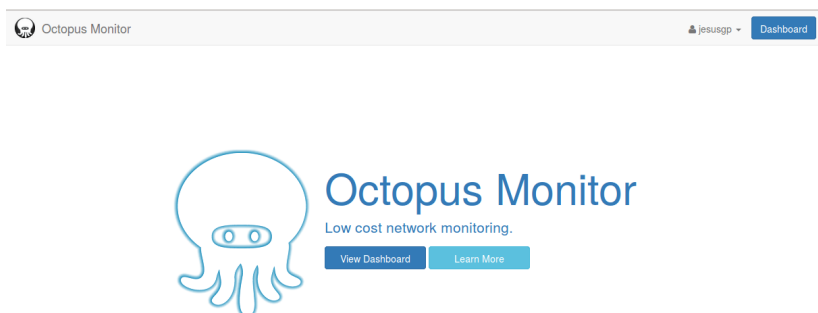 Octopus Monitor
jesusgp
Dashboard
Octopus Monitor
Low cost network monitoring.
View Dashboard
Learn More